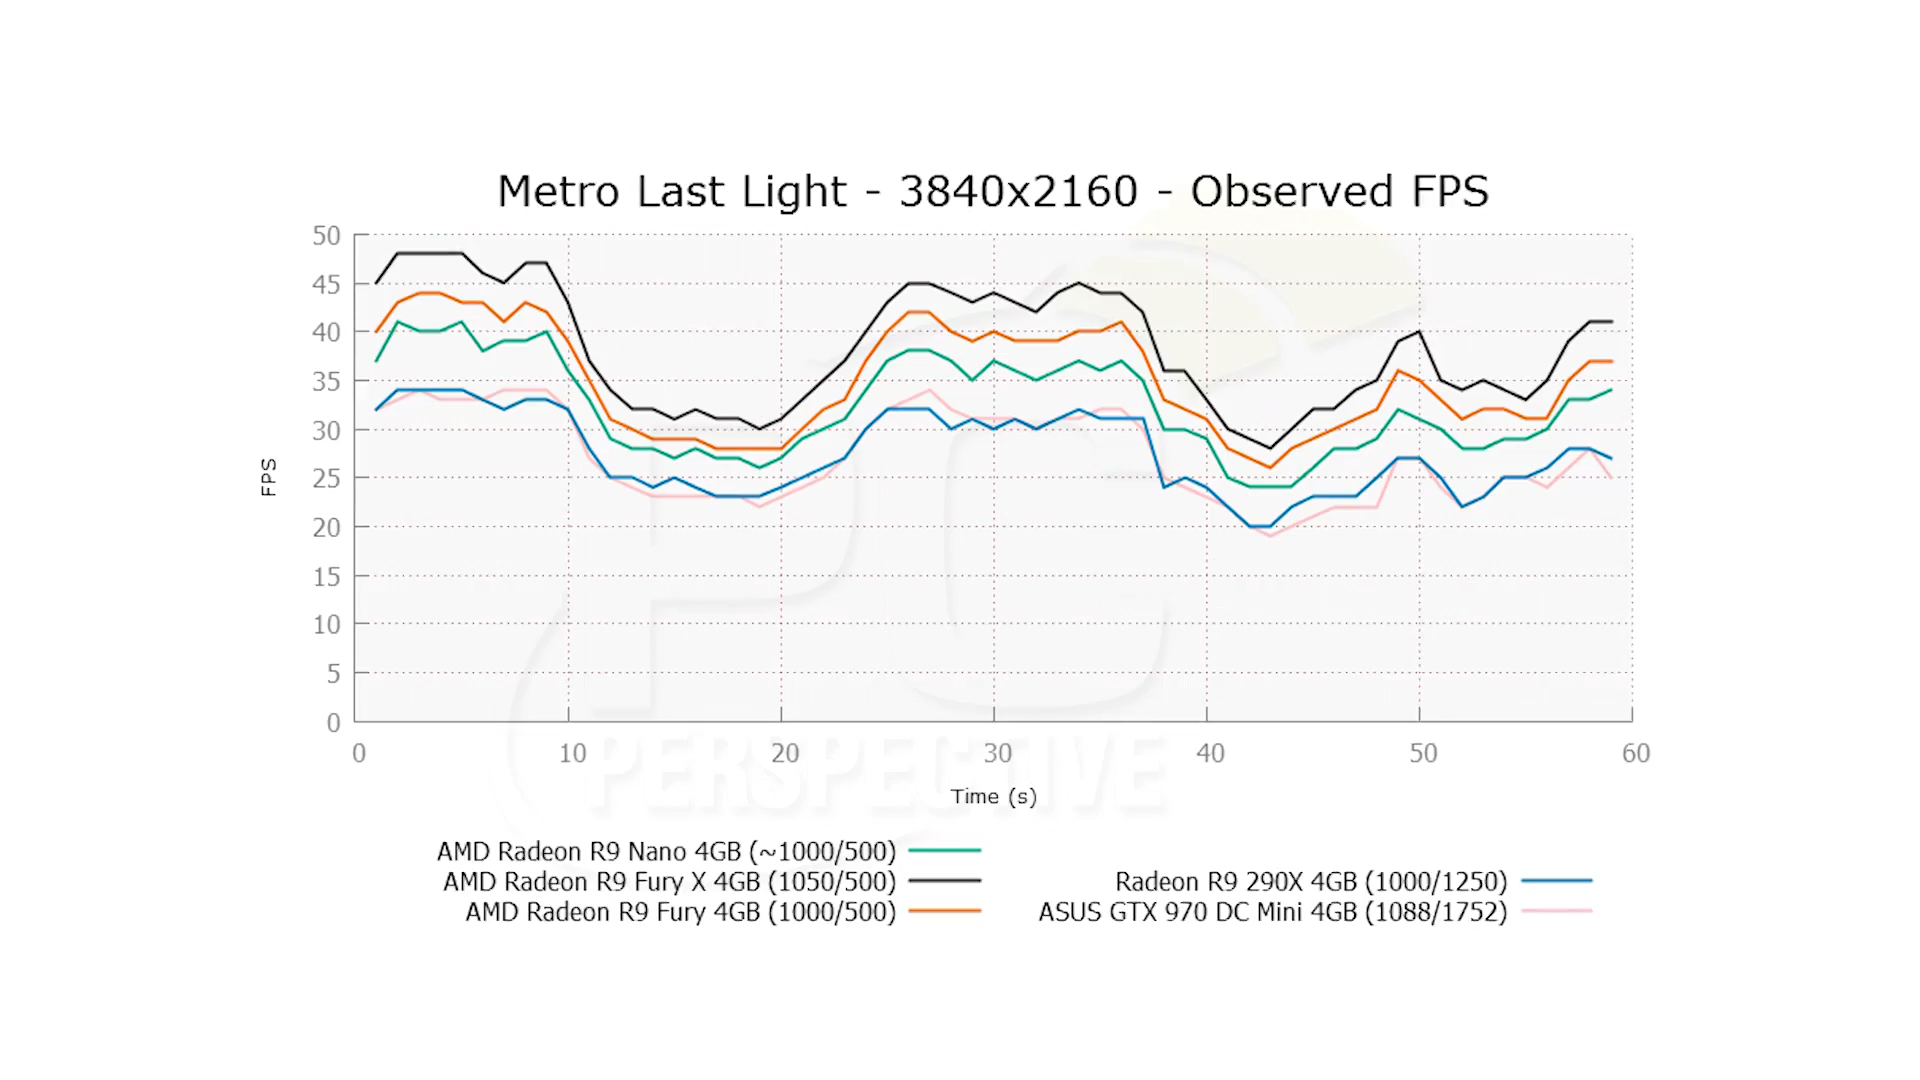 Metro Last Light - 3840x2160 - Observed FPS
50
45
40
35
30
25
20
15
10
5
0
FPS
0 10 20 30 40 50 60
Time (s)
PC
PERSPECTIVE
AMD Radeon R9 Nano 4GB (~1000/500)
AMD Radeon R9 Fury X 4GB (1050/500)
AMD Radeon R9 Fury 4GB (1000/500)
Radeon R9 290X 4GB (1000/1250)
ASUS GTX 970 DC Mini 4GB (1088/1752)